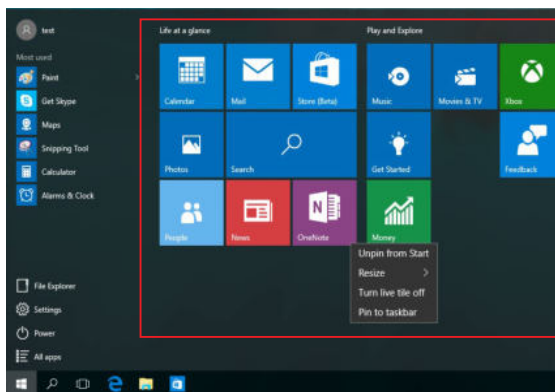 test
Most used
Paint
Get Skype
Maps
Snipping Tool
Calculator
Alarms & Clock
File Explorer
Settings
Power
All apps
Life at a glance
Calendar
Mail
Store (Beta)
Photos
Search
People
News
OneNote
Play and Explore
Music
Movies & TV
Xbox
Get Started
Feedback
Money
Unpin from Start
Resize
Turn live tile off
Pin to taskbar